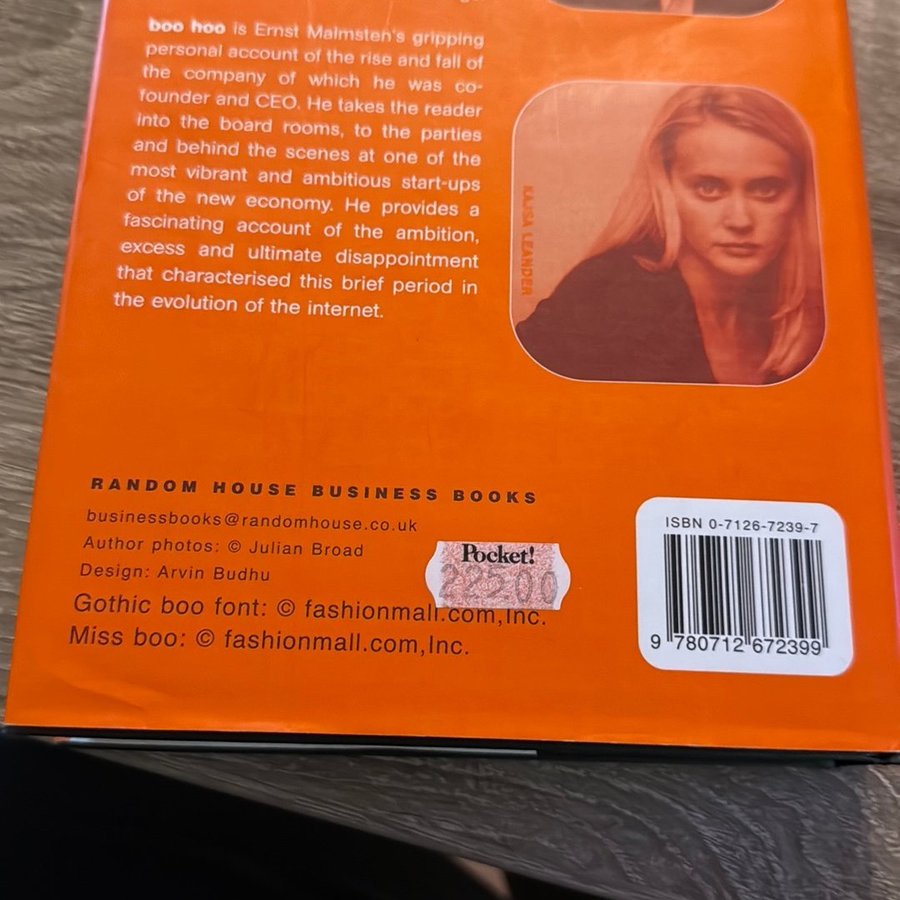 boo hoo is Ernst Malmsten's gripping
personal account of the rise and fall of
the company of which he was co-
founder and CEO. He takes the reader
into the board rooms, to the parties
and behind the scenes at one of the
most vibrant and ambitious start-ups
of the new economy. He provides a
fascinating account of the ambition,
excess and ultimate disappointment
that characterised this brief period in
the evolution of the internet.
KAJSA LEANDER
RANDOM HOUSE BUSINESS BOOKS
businessbooks@randomhouse.co.uk
Author photos: © Julian Broad
Design: Arvin Budhu
Gothic boo font: © fashionmall.com,Inc.
Miss boo: © fashionmall.com,Inc.
Pocket!
225.00
ISBN 0-7126-7239-7
9 780712 672399